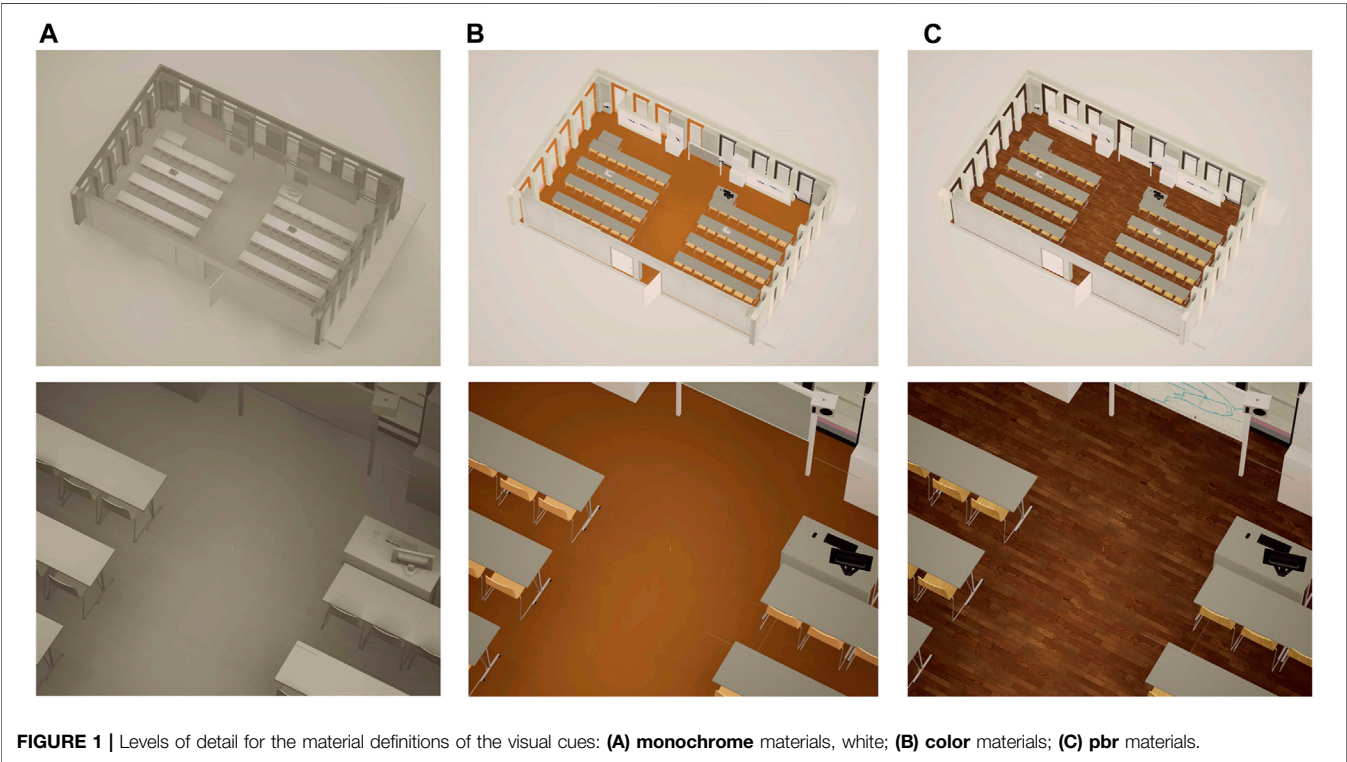 A
B
C
FIGURE 1 | Levels of detail for the material definitions of the visual cues: (A) monochrome materials, white; (B) color materials; (C) pbr materials.